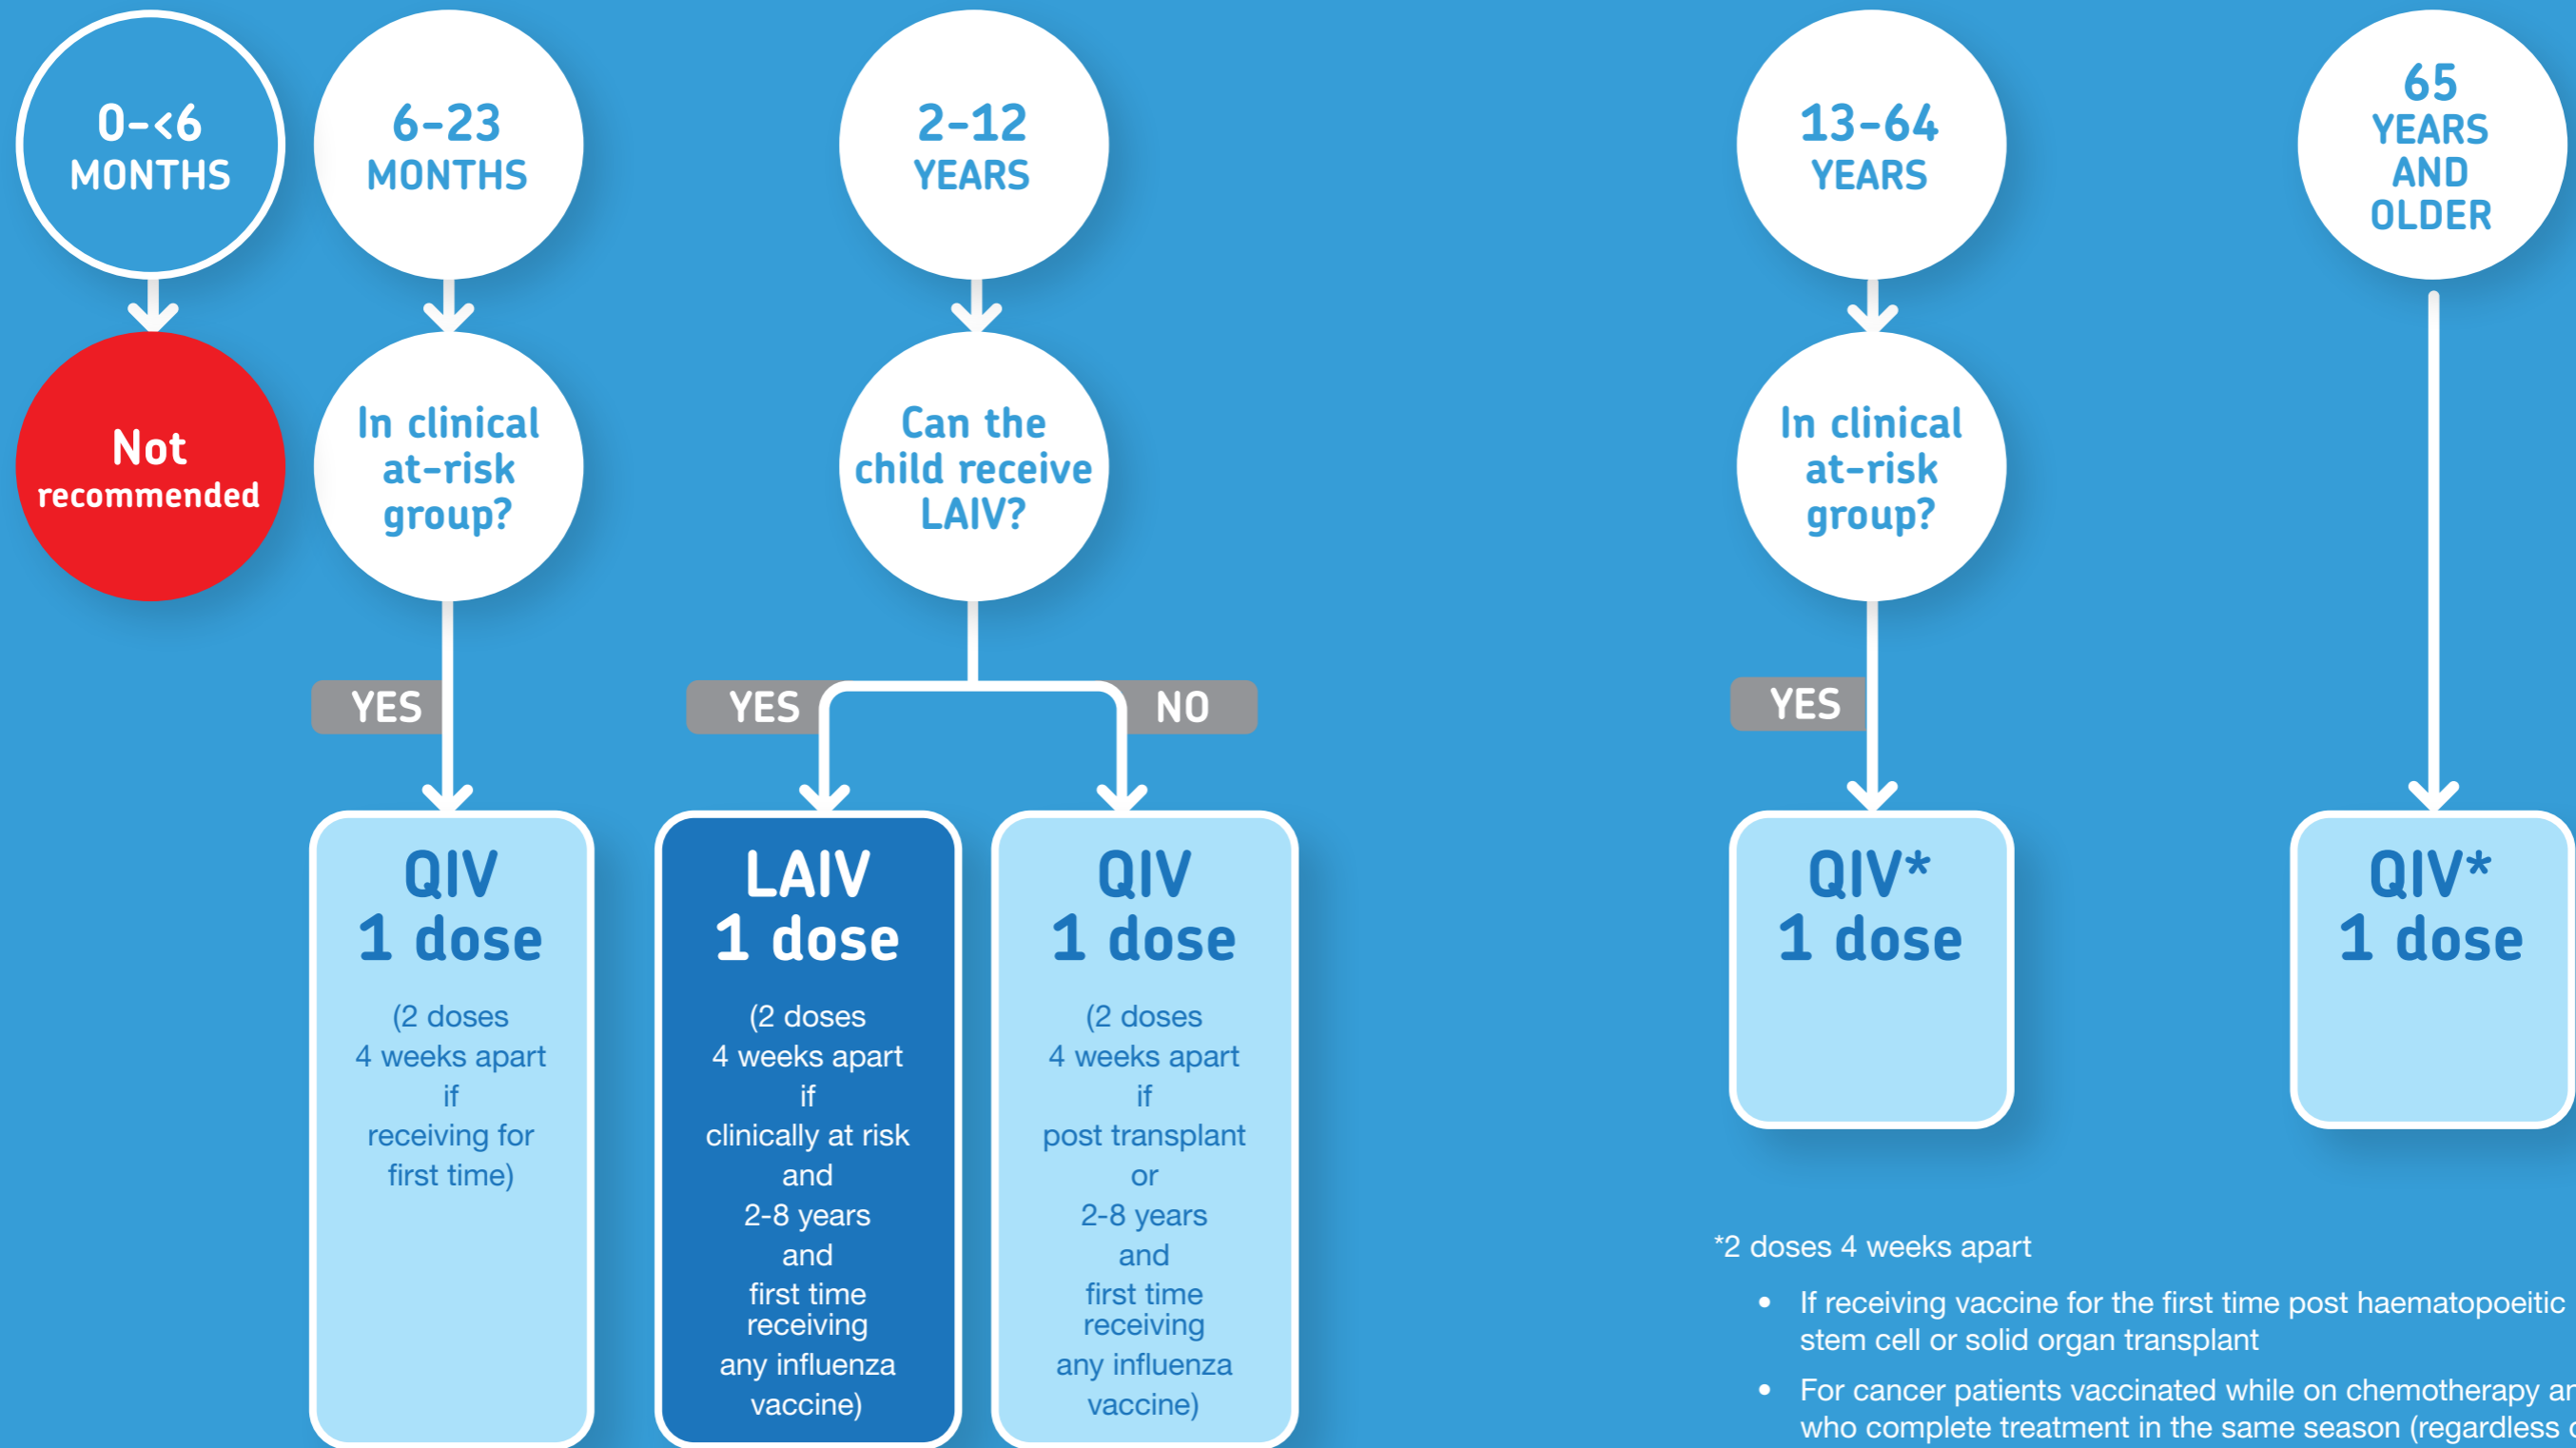 0-<6
MONTHS
Not
recommended
6-23
MONTHS
In clinical
at-risk
group?
YES
QIV
1 dose
(2 doses
4 weeks apart
if
receiving for
first time)
2-12
YEARS
Can the
child receive
LAIV?
YES
LAIV
1 dose
(2 doses
4 weeks apart
if
clinically at risk
and
2-8 years
and
first time
receiving
any influenza
vaccine)
NO
QIV
1 dose
(2 doses
4 weeks apart
if
post transplant
or
2-8 years
and
first time
receiving
any influenza
vaccine)
13-64
YEARS
In clinical
at-risk
group?
YES
QIV*
1 dose
65
YEARS
AND
OLDER
QIV*
1 dose
*2 doses 4 weeks apart
• If receiving vaccine for the first time post haematopoeitic
stem cell or solid organ transplant
• For cancer patients vaccinated while on chemotherapy
who complete treatment in the same season (regardless